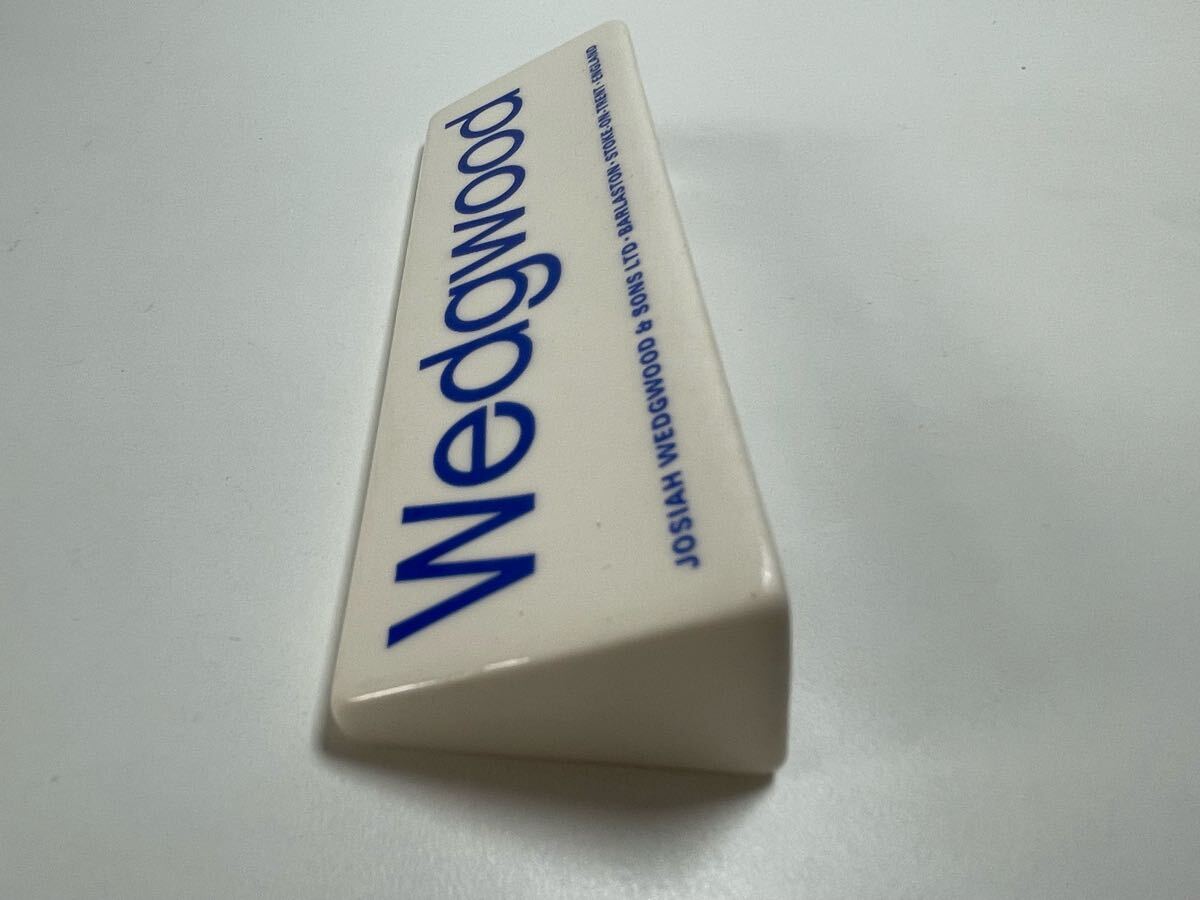 Wedgwood
JOSIAH WEDGWOOD & SONS LTD · BARLASTON · STOKE-ON-TRENT · ENGLAND